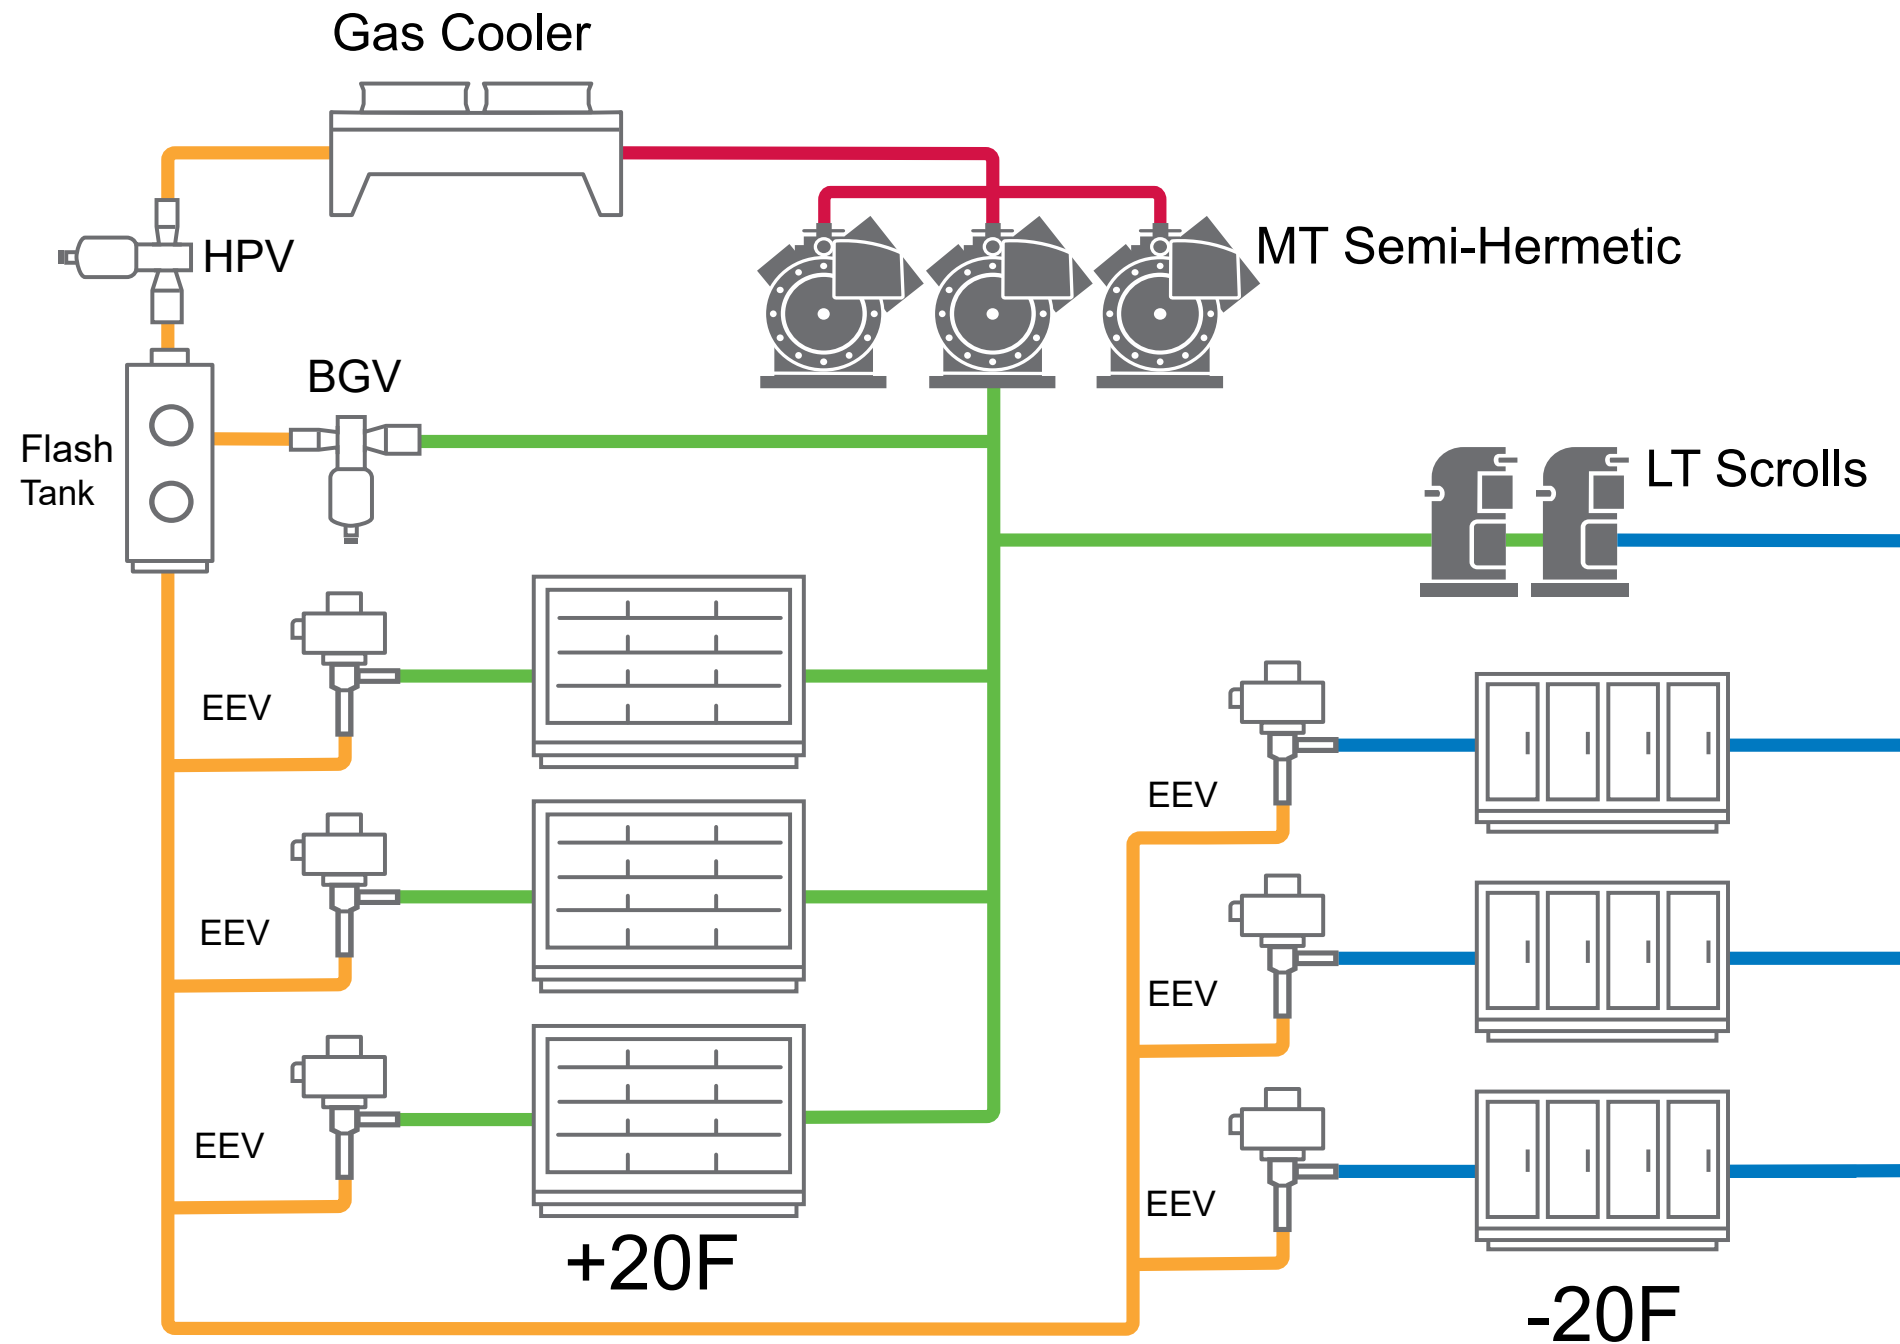 Gas Cooler
HPV
MT Semi-Hermetic
BGV
Flash
Tank
LT Scrolls
EEV
EEV
EEV
EEV
EEV
EEV
+20F
-20F